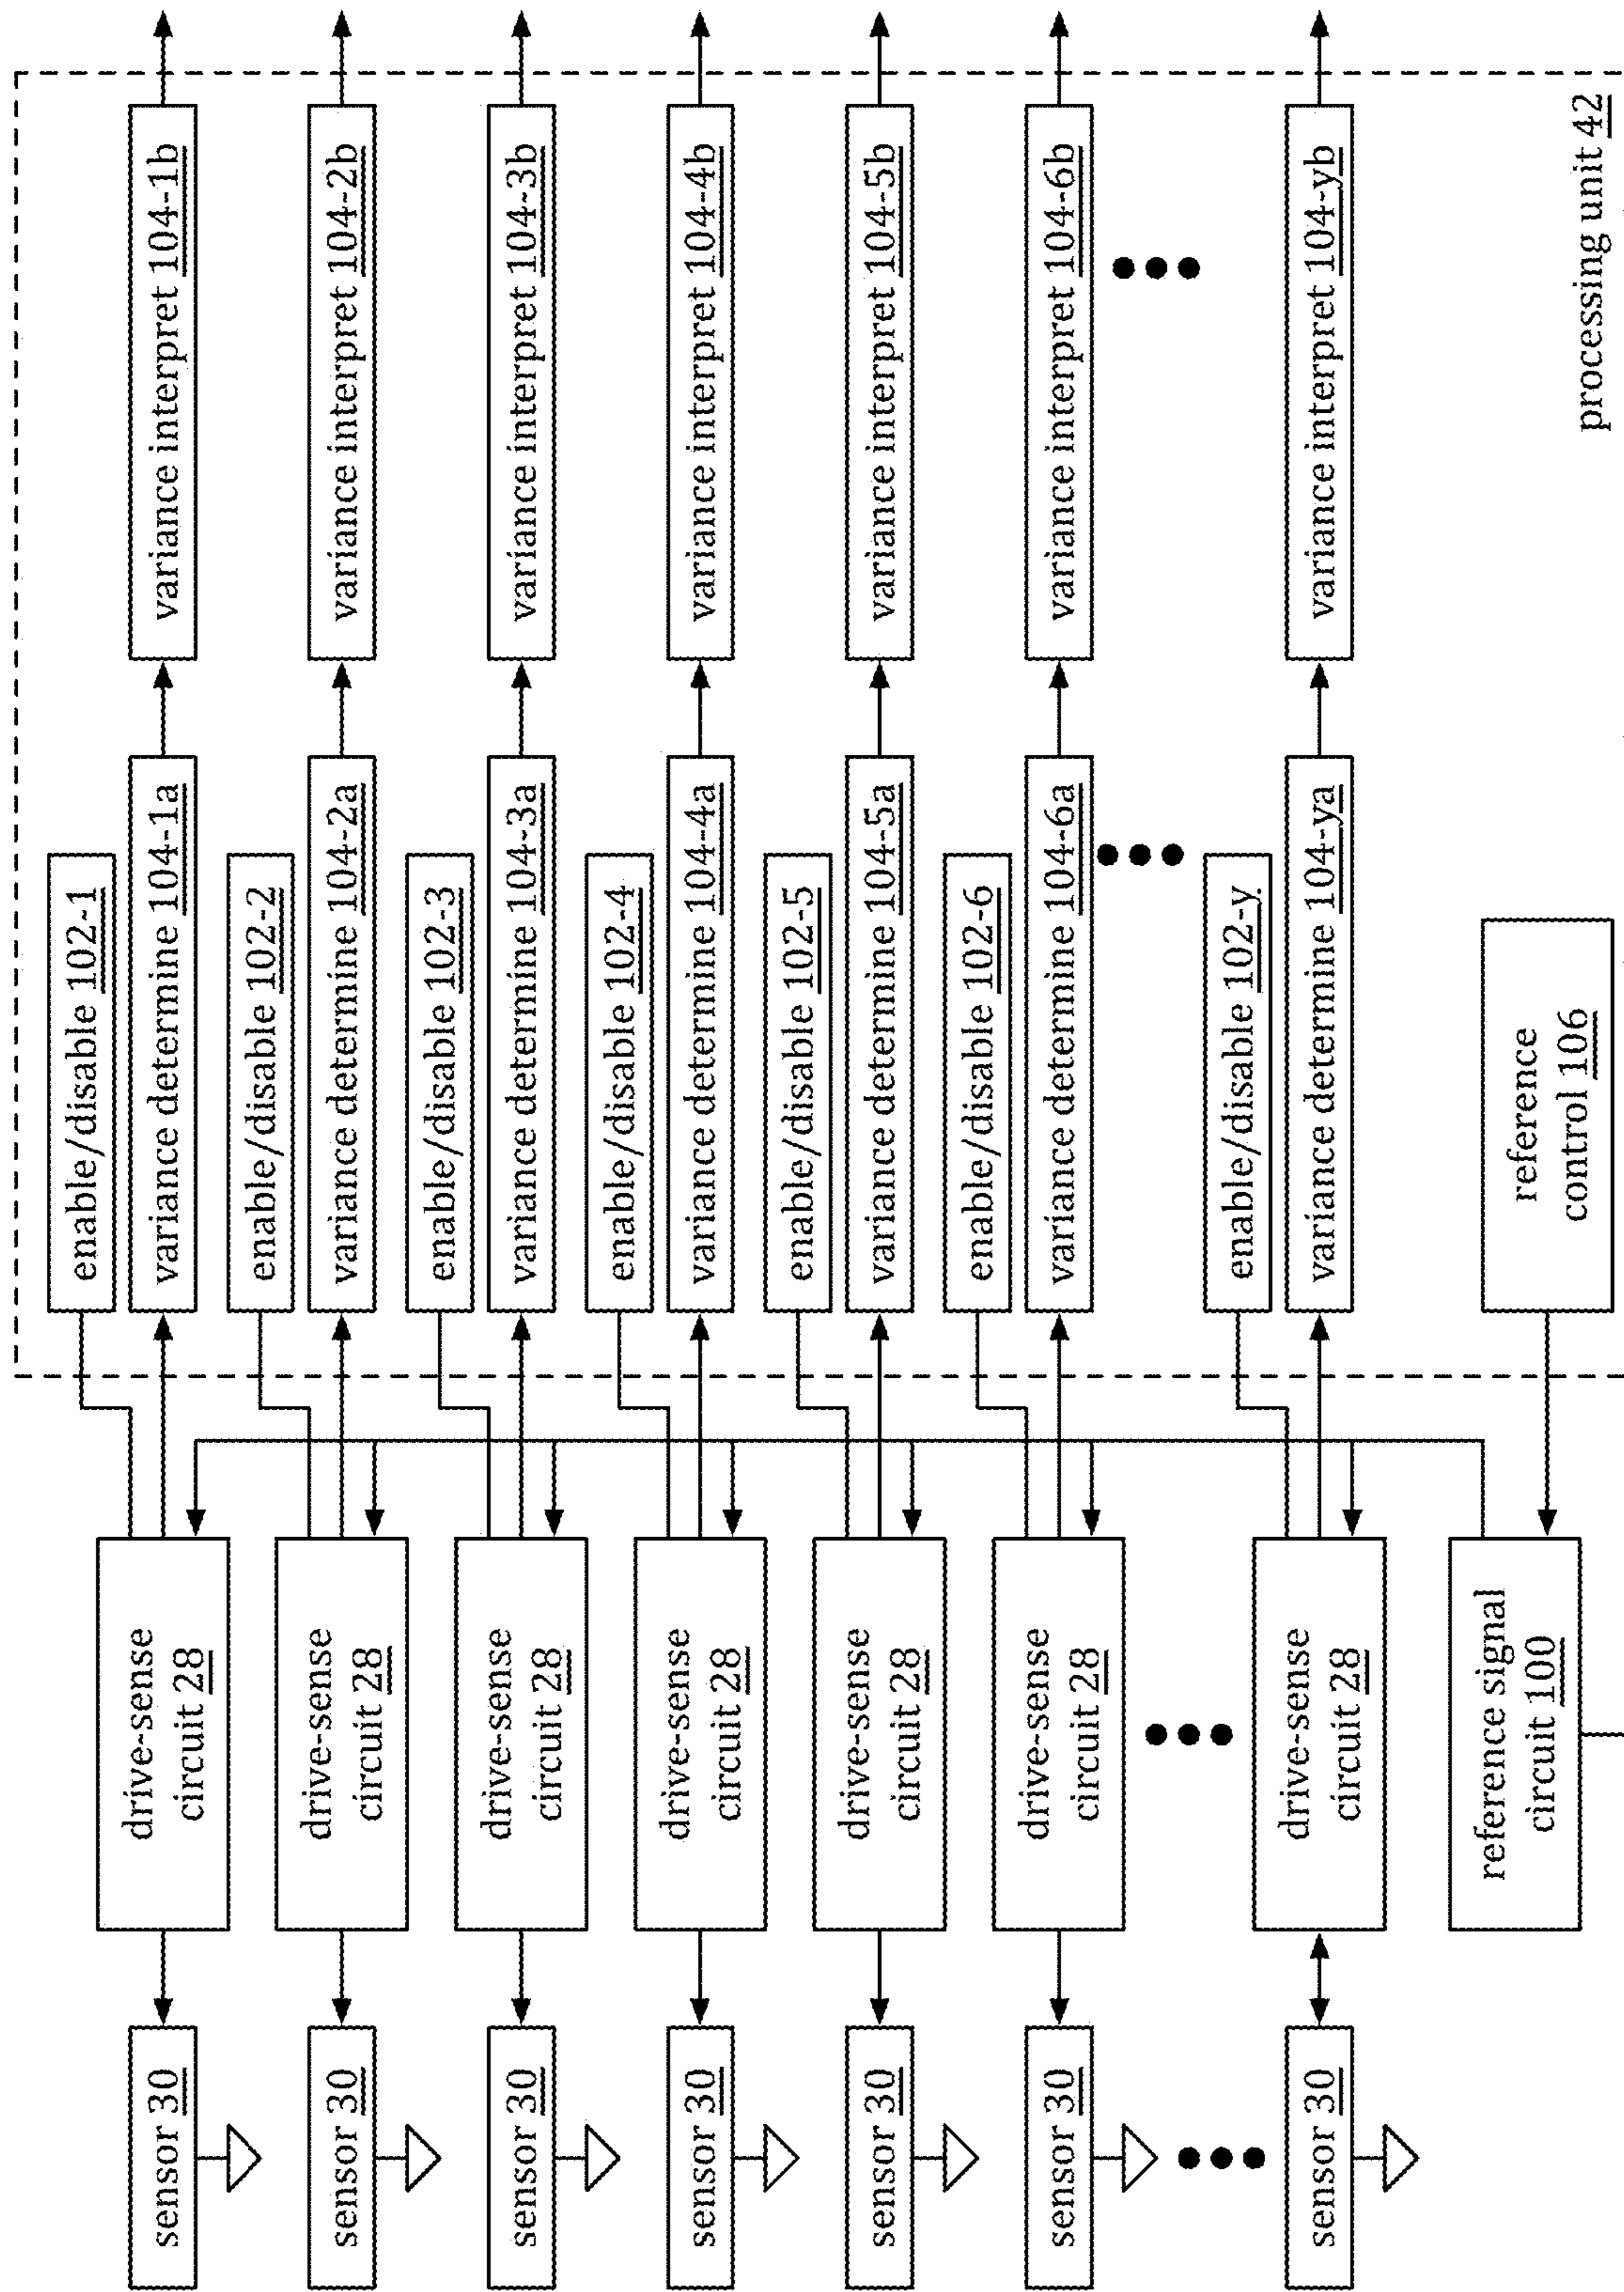 sensor 30
drive-sense
circuit 28
enable/disable 102-1
variance determine 104-1a
variance interpret 104-1b
sensor 30
drive-sense
circuit 28
enable/disable 102-2
variance determine 104-2a
variance interpret 104-2b
sensor 30
drive-sense
circuit 28
enable/disable 102-3
variance determine 104-3a
variance interpret 104-3b
sensor 30
drive-sense
circuit 28
enable/disable 102-4
variance determine 104-4a
variance interpret 104-4b
sensor 30
drive-sense
circuit 28
enable/disable 102-5
variance determine 104-5a
variance interpret 104-5b
sensor 30
drive-sense
circuit 28
enable/disable 102-6
variance determine 104-6a
variance interpret 104-6b
sensor 30
drive-sense
circuit 28
enable/disable 102-y
variance determine 104-ya
variance interpret 104-yb
reference signal
circuit 100
reference
control 106
processing unit 42